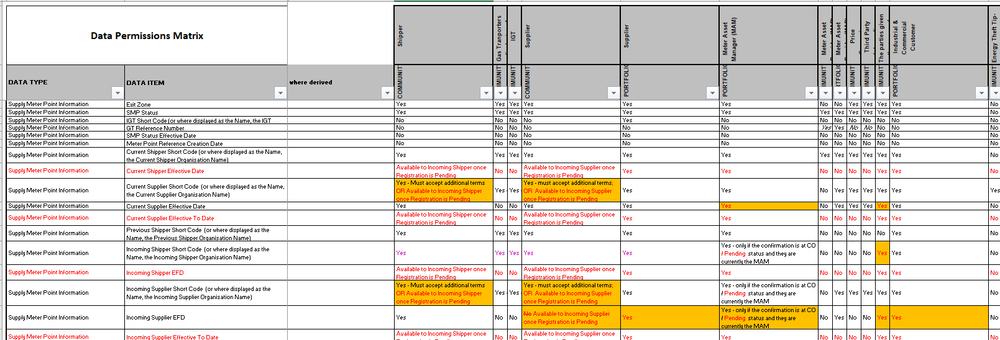 Data Permissions Matrix
Shipper
Gas Tranporters
IGT
Supplier
Supplier
Meter Asset
Manager (MAM)
Meter Asset
Meter Asset
Price
Third Party
The parties given
Industrial &
Commercial
Customer
Energy Theft Tip-
DATA TYPE DATA ITEM where derived COMMUNIT MUNIT MUNIT COMMUNIT PORTFOLIO PORTFOLIO MUNIT TFOLIO MUNIT MUNIT MUNIT PORTFOLIO MUNIT
Supply Meter Point Information Exit Zone Yes Yes Yes Yes Yes Yes No No Yes Yes Yes Yes No
Supply Meter Point Information SMP Status Yes Yes Yes Yes Yes Yes Yes Yes Yes Yes Yes Yes No
Supply Meter Point Information IGT Short Code (or where displayed as the Name, the IGT No No No No No No No No No No No No No
Supply Meter Point Information GT Reference Number No No No No No No Yes Yes No No No No No
Supply Meter Point Information SMP Status Effective Date No No No No No No No No No No No No No
Supply Meter Point Information Meter Point Reference Creation Date No No No No No No No No No No No No No
Supply Meter Point Information Current Shipper Short Code (or where displayed as the Name,
the Current Shipper Organisation Name) Yes Yes Yes Yes Yes Yes Yes Yes Yes Yes Yes Yes No
Supply Meter Point Information Current Shipper Effective Date Available to Incoming Shipper once
Registration is Pending No No Available to Incoming Supplier once
Registration is Pending Yes Yes No No No No Yes Yes No
Supply Meter Point Information Current Supplier Short Code (or where displayed as the Name,
the Current Supplier Organisation Name) Yes - Must accept additional terms
OR Available to Incoming Shipper
once Registration is Pending Yes - Yes - Yes - must accept additional terms;
OR Available to Incoming Supplier
once Registration is Pending Yes Yes No Yes Yes Yes Yes Yes Yes
Supply Meter Point Information Current Supplier Effective Date Yes No No Yes Yes Yes No Yes Yes Yes Yes Yes No
Supply Meter Point Information Current Supplier Effective To Date Available to Incoming Shipper once
Registration is Pending No No Available to Incoming Supplier once
Registration is Pending Yes Yes No No No No Yes Yes No
Supply Meter Point Information Previous Shipper Short Code (or where displayed as the
Name, the Previous Shipper Organisation Name) Yes Yes Yes Yes Yes Yes No No No No No Yes No
Supply Meter Point Information Incoming Shipper Short Code (or where displayed as the
Name, the Incoming Shipper Organisation Name) Yes Yes Yes Yes Yes Yes - only if the confirmation is at CO
/ Pending status and they are
currently the MAM No No No No Yes Yes No
Supply Meter Point Information Incoming Shipper EFD Available to Incoming Shipper once
Registration is Pending No No Available to Incoming Supplier once
Registration is Pending Yes Yes No No No No Yes Yes No
Supply Meter Point Information Incoming Supplier Short Code (or where displayed as the
Name, the Incoming Supplier Organisation Name) Yes - Must accept additional terms
OR Available to Incoming Shipper
once Registration is Pending Yes Yes - Yes - must accept additional terms;
OR Available to Incoming Supplier
once Registration is Pending Yes Yes - only if the confirmation is at CO
/ Pending status and they are
currently the MAM No Yes Yes Yes Yes Yes No
Supply Meter Point Information Incoming Supplier EFD Yes No No No Available to Incoming Supplier
once Registration is Pending Yes Yes - only if the confirmation is at CO
/ Pending status and they are
currently the MAM No Yes No No Yes Yes No
Supply Meter Point Information Incoming Supplier Effective To Date Available to Incoming Shipper once No No Available to Incoming Supplier once Yes Yes No No No No Yes Yes No